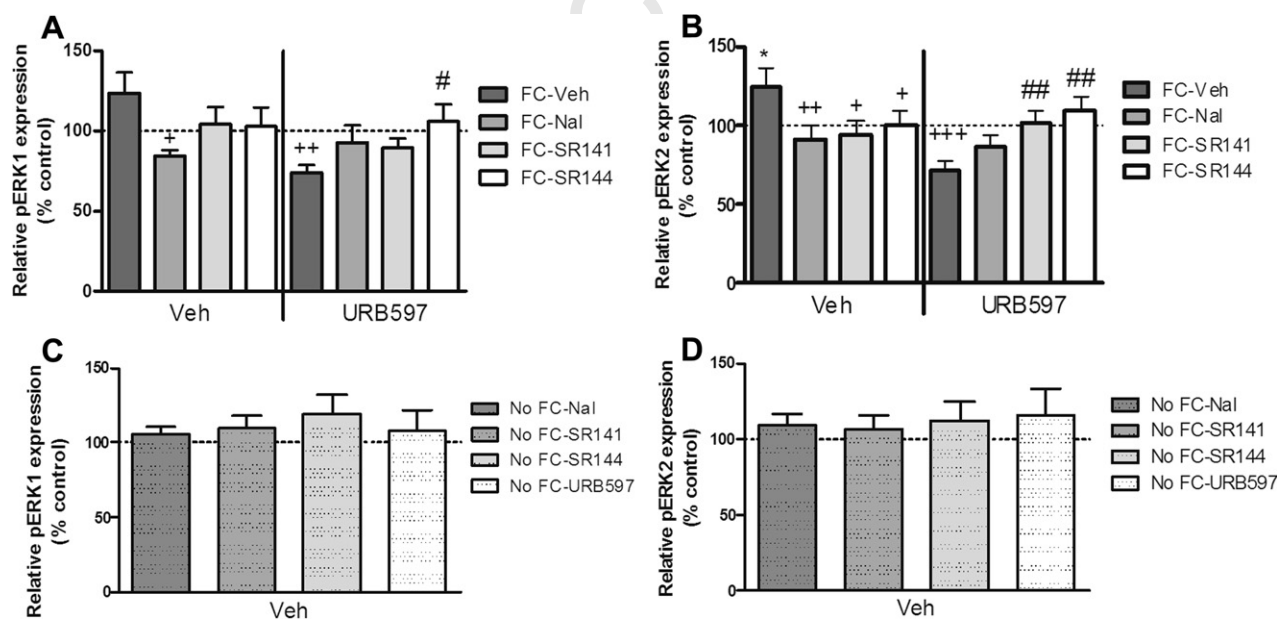 A
Relative pERK1 expression
(% control)
150
100
50
0
+
++
#
Veh
URB597
FC-Veh
FC-Nal
FC-SR141
FC-SR144
B
Relative pERK2 expression
(% control)
150
100
50
0
*
++
+
+
+++
##
##
Veh
URB597
FC-Veh
FC-Nal
FC-SR141
FC-SR144
C
Relative pERK1 expression
(% control)
150
100
50
0
Veh
No FC-Nal
No FC-SR141
No FC-SR144
No FC-URB597
D
Relative pERK2 expression
(% control)
150
100
50
0
Veh
No FC-Nal
No FC-SR141
No FC-SR144
No FC-URB597